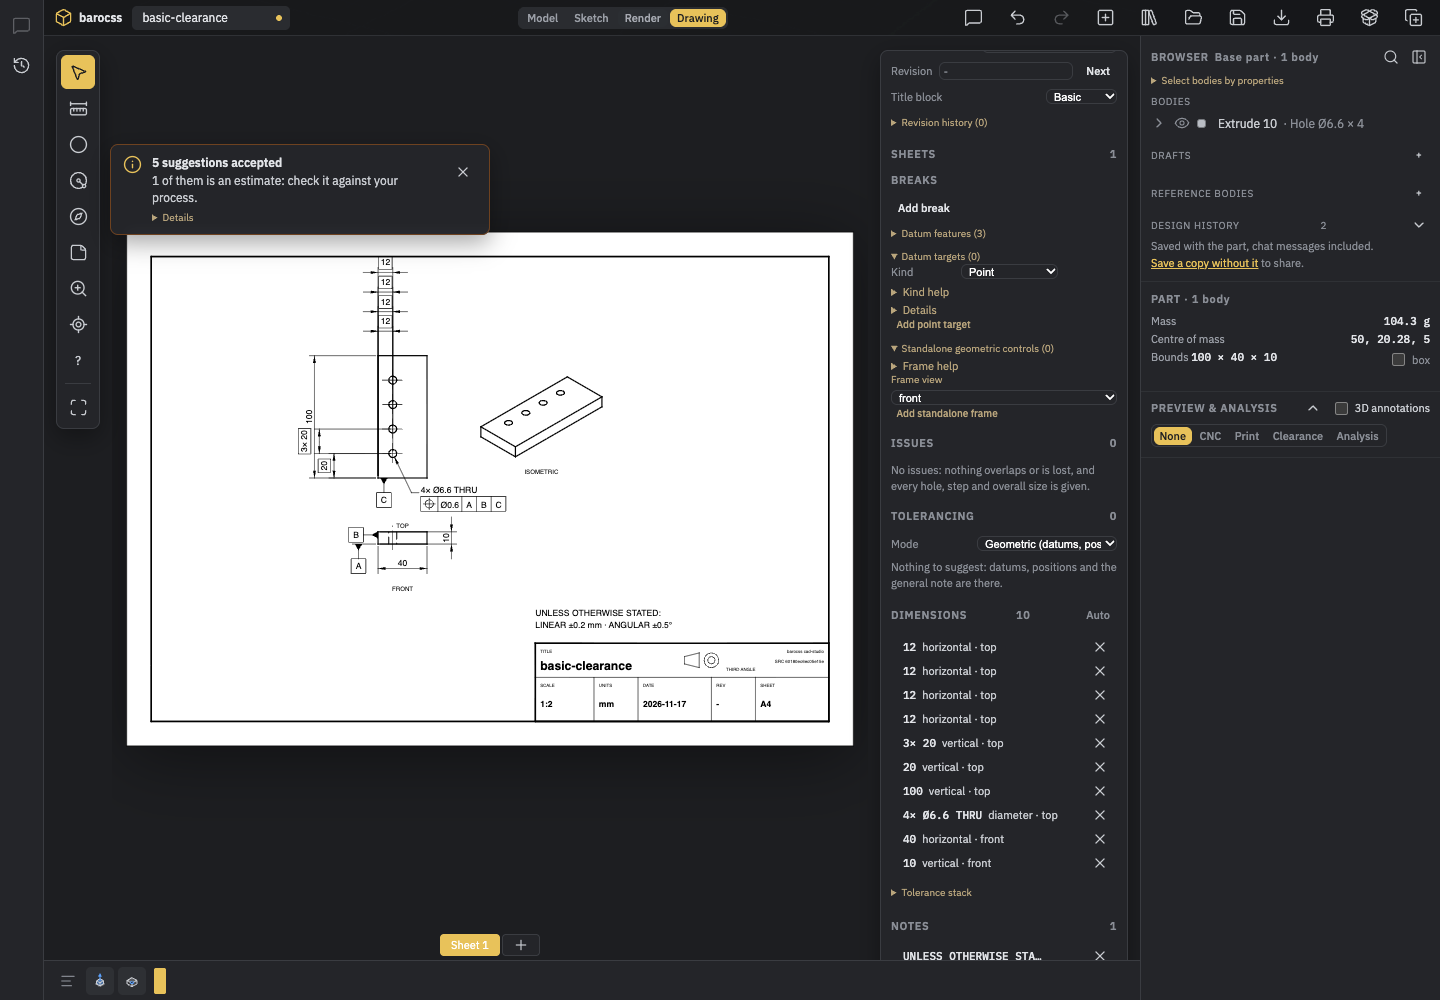 barocss
basic-clearance
Model Sketch Render Drawing
5 suggestions accepted
1 of them is an estimate: check it against your
process.
Details
?
12
12
12
12
100
3× 20
20
C
4× Ø6.6 THRU
Ø0.6 A B C
TOP
B
A
10
40
FRONT
ISOMETRIC
UNLESS OTHERWISE STATED:
LINEAR ±0.2 mm · ANGULAR ±0.5°
TITLE
basic-clearance
THIRD ANGLE
barocss cad-studio
SCALE UNITS DATE REV SHEET
1:2 mm 2026-11-17 - A4
Sheet 1
Revision - Next
Title block Basic
Revision history (0)
SHEETS 1
BREAKS
Add break
Datum features (3)
Datum targets (0)
Kind Point
Kind help
Details
Add point target
Standalone geometric controls (0)
Frame help
Frame view
front
Add standalone frame
ISSUES 0
No issues: nothing overlaps or is lost, and
every hole, step and overall size is given.
TOLERANCING 0
Mode Geometric (datums, pos
Nothing to suggest: datums, positions and the
general note are there.
DIMENSIONS 10 Auto
12 horizontal · top
12 horizontal · top
12 horizontal · top
12 horizontal · top
3× 20 vertical · top
20 vertical · top
100 vertical · top
4× Ø6.6 THRU diameter · top
40 horizontal · front
10 vertical · front
Tolerance stack
NOTES 1
UNLESS OTHERWISE STA…
BROWSER Base part · 1 body
Select bodies by properties
BODIES
Extrude 10 · Hole Ø6.6 × 4
DRAFTS +
REFERENCE BODIES +
DESIGN HISTORY 2
Saved with the part, chat messages included.
Save a copy without it to share.
PART · 1 body
Mass 104.3 g
Centre of mass 50, 20.28, 5
Bounds 100 × 40 × 10 box
PREVIEW & ANALYSIS 3D annotations
None CNC Print Clearance Analysis